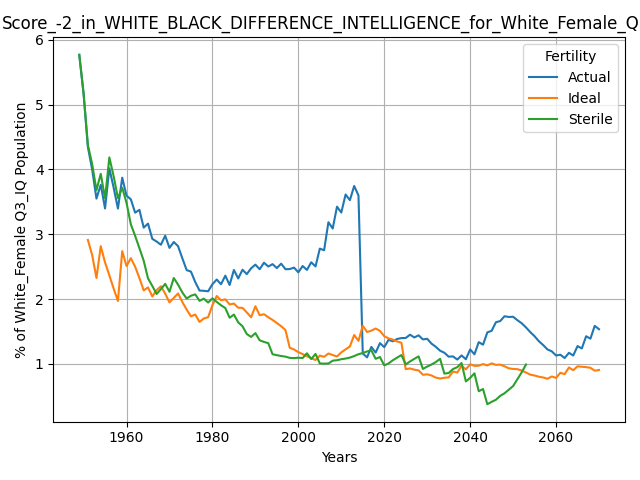 Score_-2_in_WHITE_BLACK_DIFFERENCE_INTELLIGENCE_for_White_Female_Q
6
5
4
3
2
1
1960
1980
2000
2020
2040
2060
Years
% of White_Female Q3_IQ Population
Fertility
Actual
Ideal
Sterile